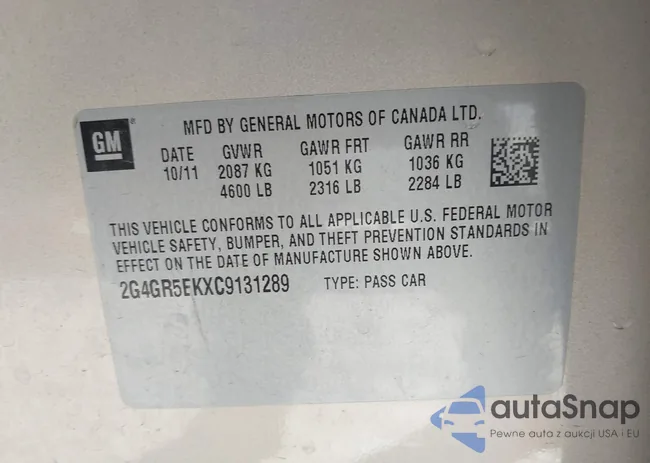 GM
MFD BY GENERAL MOTORS OF CANADA LTD.
DATE GVWR GAWR FRT GAWR RR
10/11 2087 KG 1051 KG 1036 KG
4600 LB 2316 LB 2284 LB
THIS VEHICLE CONFORMS TO ALL APPLICABLE U.S. FEDERAL MOTOR
VEHICLE SAFETY, BUMPER, AND THEFT PREVENTION STANDARDS IN
EFFECT ON THE DATE OF MANUFACTURE SHOWN ABOVE.
2G4GR5EKXC9131289 TYPE: PASS CAR
autaSnap
Pewne auta z aukcji USA i EU